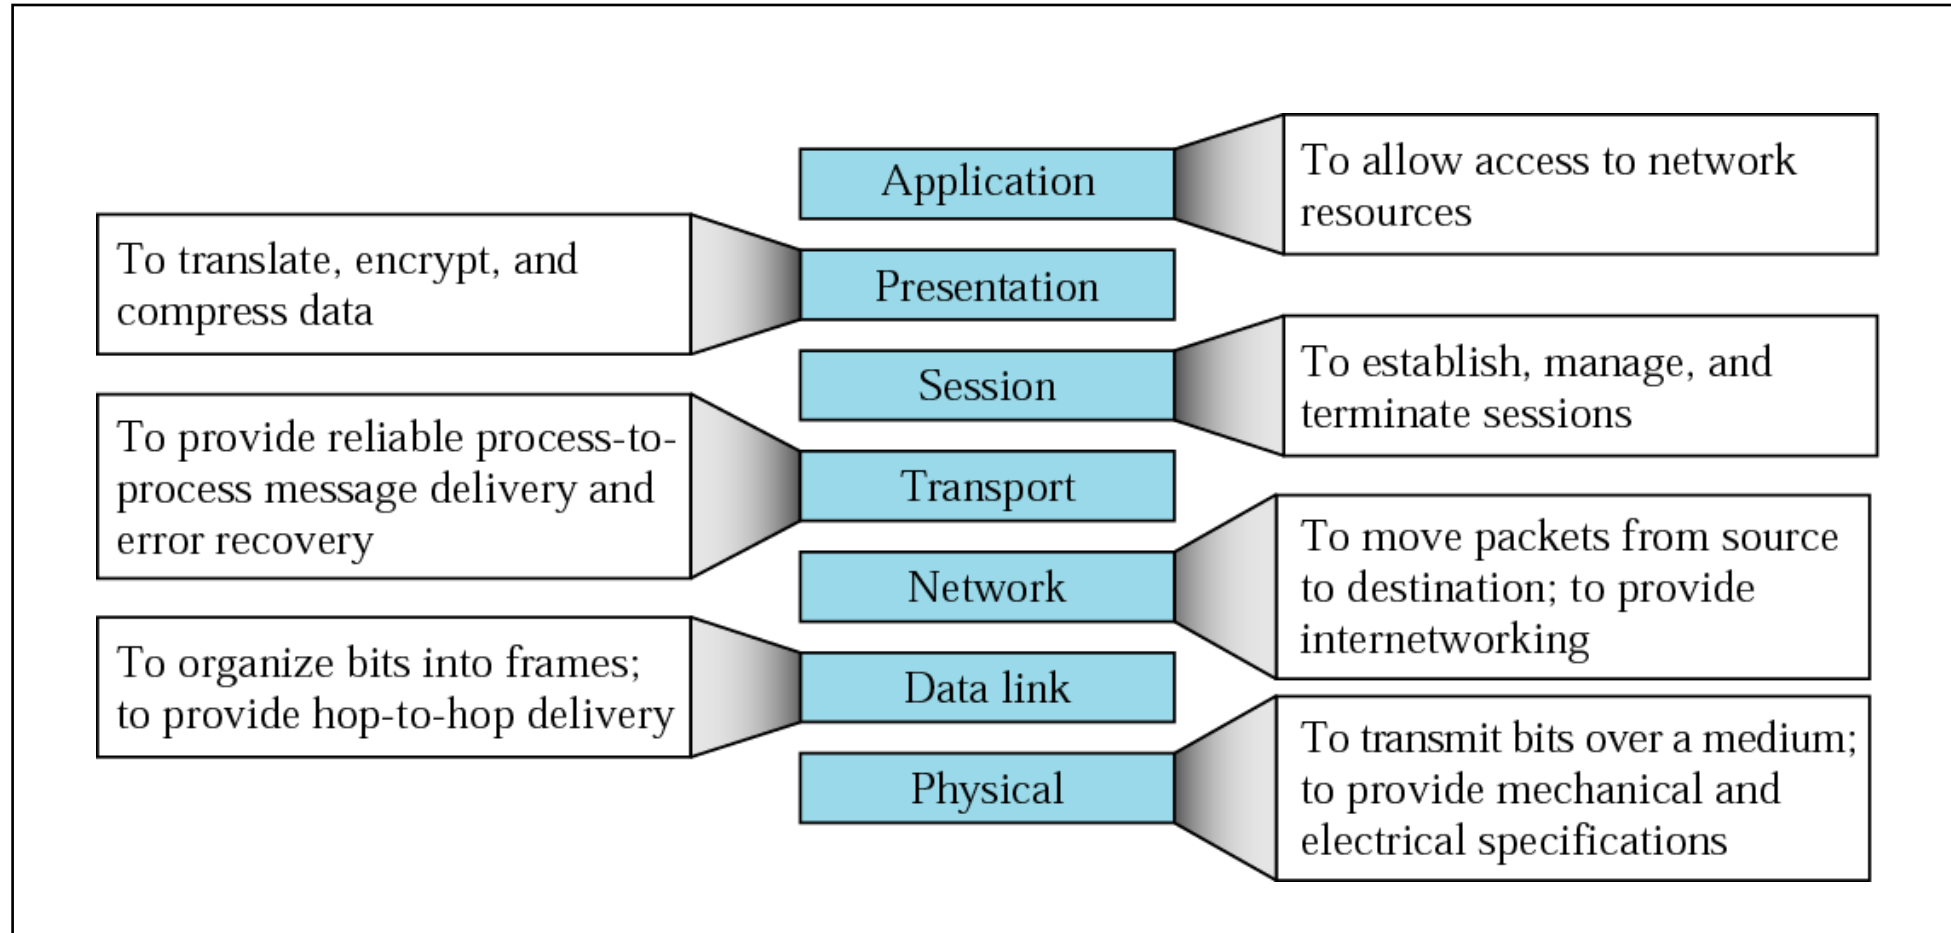 Application
To allow access to network
resources
To translate, encrypt, and
compress data
Presentation
Session
To establish, manage, and
terminate sessions
To provide reliable process-to-
process message delivery and
error recovery
Transport
Network
To move packets from source
to destination; to provide
internetworking
To organize bits into frames;
to provide hop-to-hop delivery
Data link
Physical
To transmit bits over a medium;
to provide mechanical and
electrical specifications